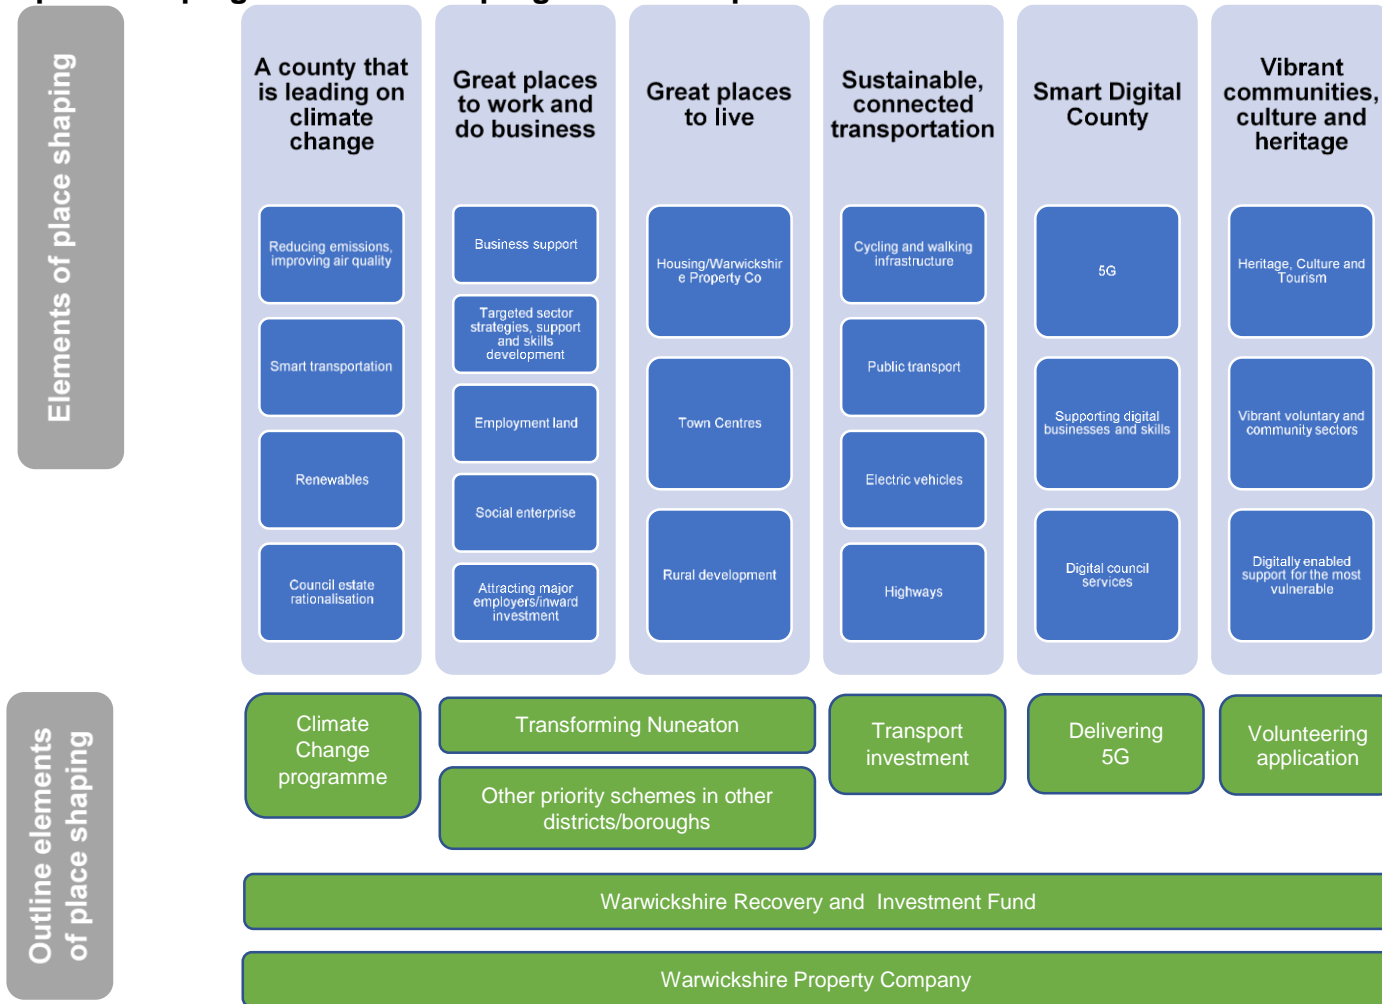 Elements of place shaping
A county that
is leading on
climate
change
Reducing emissions,
improving air quality
Smart transportation
Renewables
Council estate
rationalisation
Great places
to work and
do business
Business support
Targeted sector
strategies, support
and skills
development
Employment land
Social enterprise
Attracting major
employers/inward
investment
Great places
to live
Housing/Warwickshir
e Property Co
Town Centres
Rural development
Sustainable,
connected
transportation
Cycling and walking
infrastructure
Public transport
Electric vehicles
Highways
Smart Digital
County
5G
Supporting digital
businesses and skills
Digital council
services
Vibrant
communities,
culture and
heritage
Heritage, Culture and
Tourism
Vibrant voluntary and
community sectors
Digitally enabled
support for the most
vulnerable
Outline elements
of place shaping
Climate
Change
programme
Transforming Nuneaton
Other priority schemes in other
districts/boroughs
Transport
investment
Delivering
5G
Volunteering
application
Warwickshire Recovery and  Investment Fund
Warwickshire Property Company